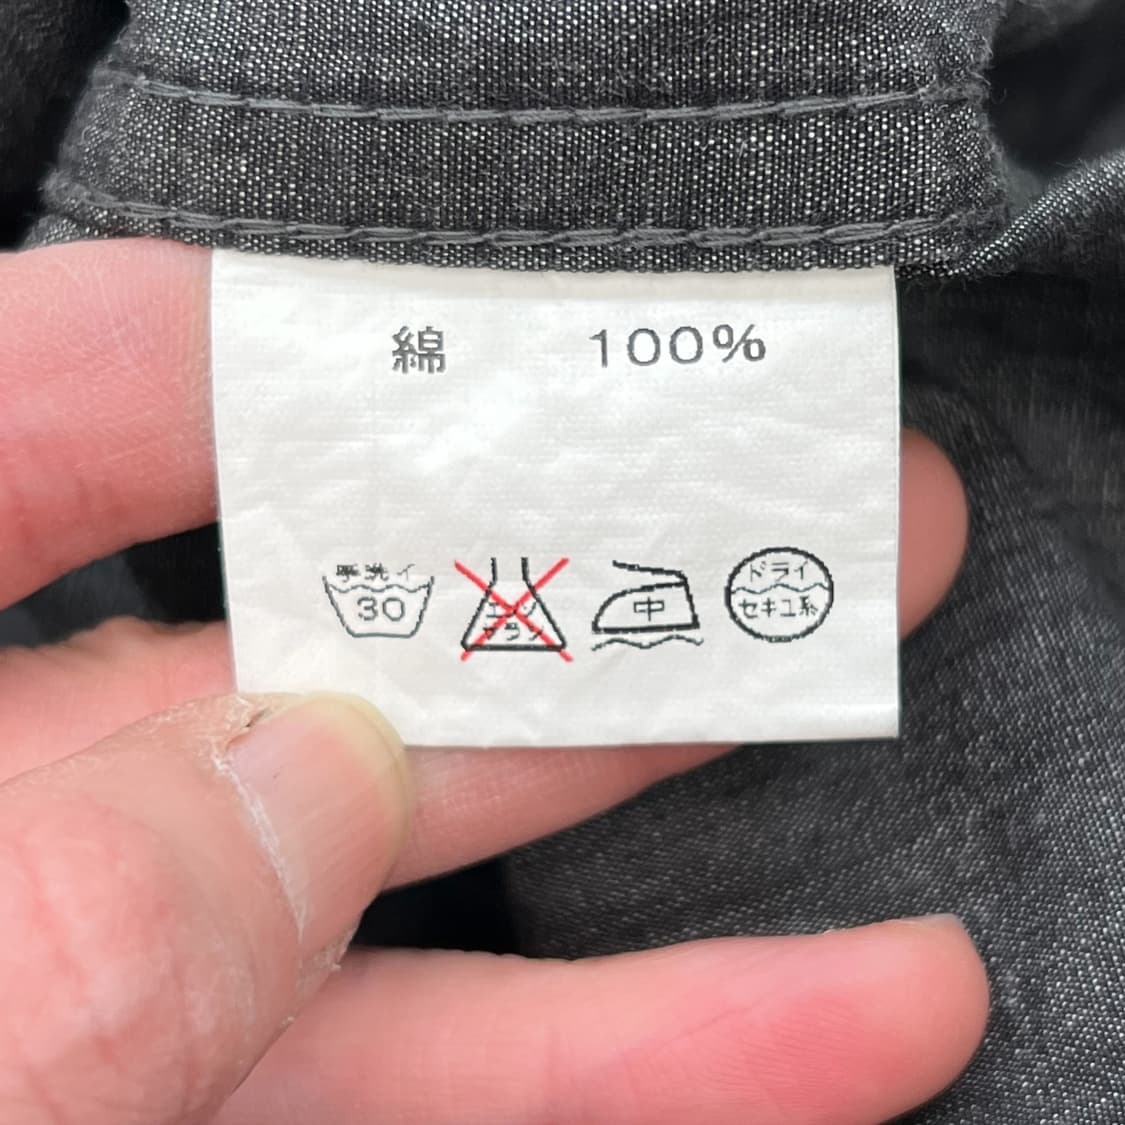 綿 100%
手洗イ
30
エンソ
サラシ
中
ドライ
セキユ系